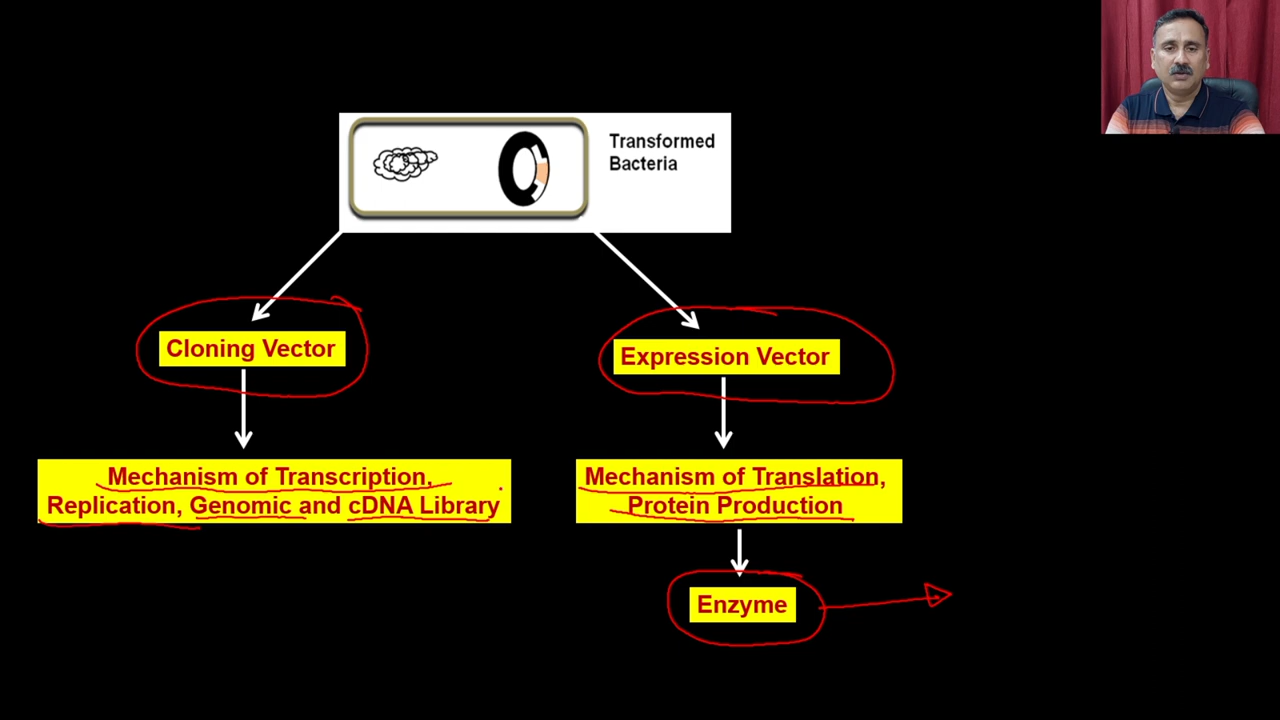 Transformed
Bacteria
Cloning Vector
Expression Vector
Mechanism of Transcription,
Replication, Genomic and cDNA Library
Mechanism of Translation,
Protein Production
Enzyme